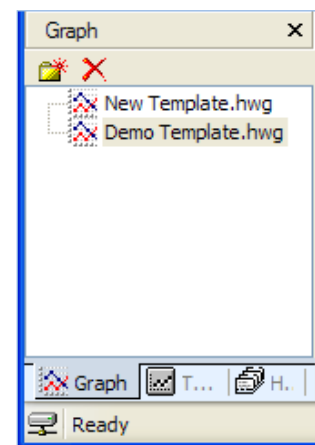 Graph
New Template.hwg
Demo Template.hwg
Graph T... H.
Ready